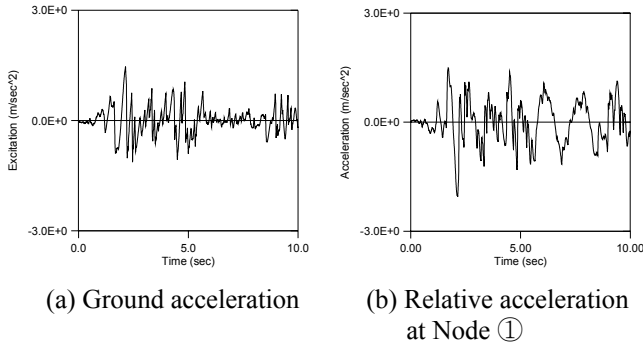 3.0E+0
Excitation (m/sec^2)
0.0E+0
-3.0E+0
0.0
5.0
10.0
Time (sec)
(a) Ground acceleration
3.0E+0
Acceleration (m/sec^2)
0.0E+0
-3.0E+0
0.00
5.00
10.00
Time (sec)
(b) Relative acceleration
at Node ①